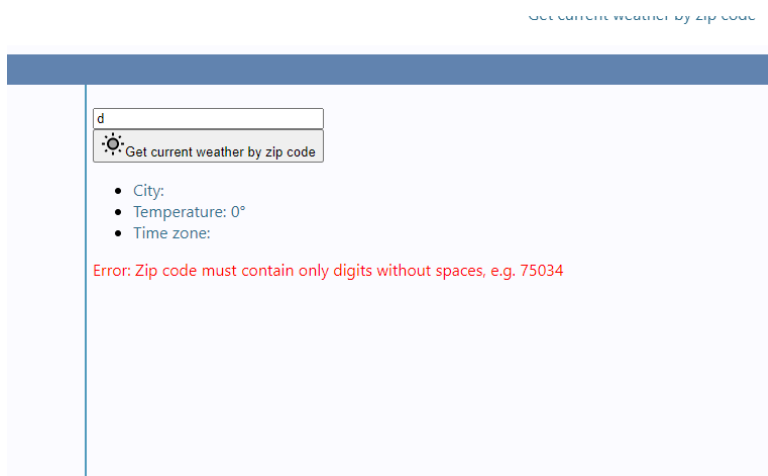 Get current weather by zip code
d
Get current weather by zip code
City:
Temperature: 0°
Time zone:
Error: Zip code must contain only digits without spaces, e.g. 75034